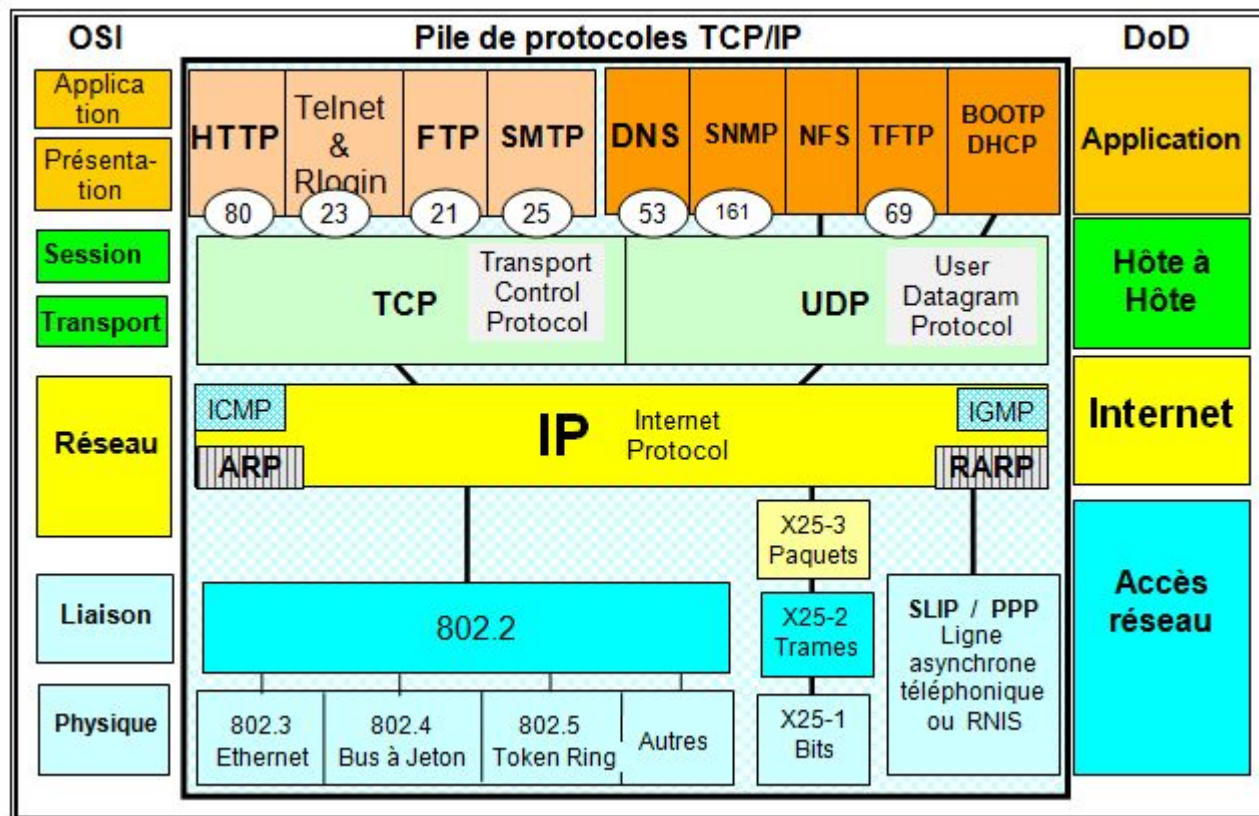 OSI
Pile de protocoles TCP/IP
DoD
Applica
tion
Présenta-
tion
Session
Transport
Réseau
Liaison
Physique
HTTP
Telnet
&
Rlogin
FTP
SMTP
DNS
SNMP
NFS
TFTP
BOOTP
DHCP
80
23
21
25
53
161
69
TCP
Transport
Control
Protocol
UDP
User
Datagram
Protocol
ICMP
IGMP
IP
Internet
Protocol
ARP
RARP
X25-3
Paquets
802.2
X25-2
Trames
SLIP / PPP
Ligne
asynchrone
téléphonique
ou RNIS
802.3
Ethernet
802.4
Bus à Jeton
802.5
Token Ring
Autres
X25-1
Bits
Application
Hôte à
Hôte
Internet
Accès
réseau